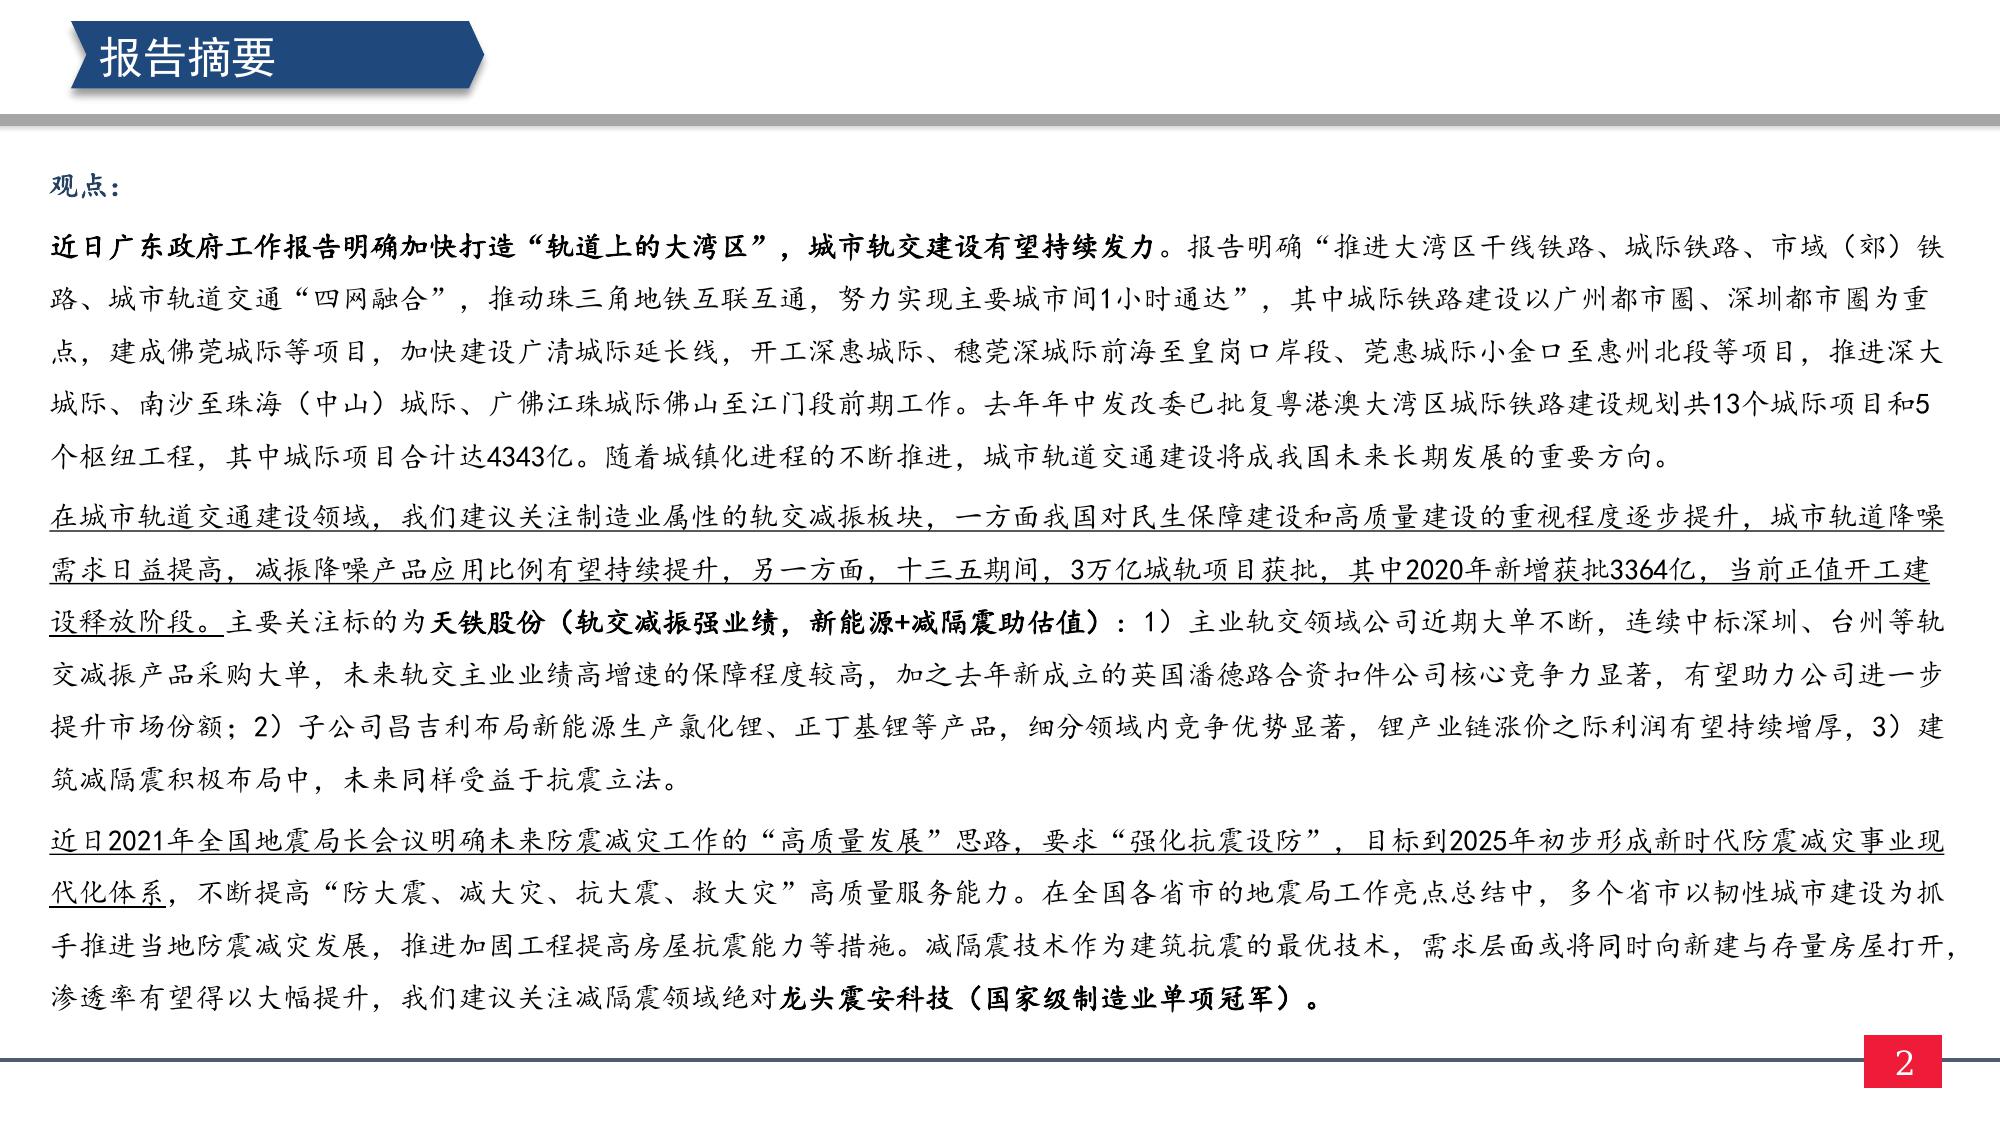 报告摘要
观点：
近日广东政府工作报告明确加快打造“轨道上的大湾区”，城市轨交建设有望持续发力。报告明确“推进大湾区干线铁路、城际铁路、市域（郊）铁
路、城市轨道交通“四网融合”，推动珠三角地铁互联互通，努力实现主要城市间1小时通达”，其中城际铁路建设以广州都市圈、深圳都市圈为重
点，建成佛莞城际等项目，加快建设广清城际延长线，开工深惠城际、穗莞深城际前海至皇岗口岸段、莞惠城际小金口至惠州北段等项目，推进深大
城际、南沙至珠海（中山）城际、广佛江珠城际佛山至江门段前期工作。去年年中发改委已批复粤港澳大湾区城际铁路建设规划共13个城际项目和5
个枢纽工程，其中城际项目合计达4343亿。随着城镇化进程的不断推进，城市轨道交通建设将成我国未来长期发展的重要方向。
在城市轨道交通建设领域，我们建议关注制造业属性的轨交减振板块，一方面我国对民生保障建设和高质量建设的重视程度逐步提升，城市轨道降噪
需求日益提高，减振降噪产品应用比例有望持续提升，另一方面，十三五期间，3万亿城轨项目获批，其中2020年新增获批3364亿，当前正值开工建
设释放阶段。主要关注标的为天铁股份（轨交减振强业绩，新能源+减隔震助估值）：1）主业轨交领域公司近期大单不断，连续中标深圳、台州等轨
交减振产品采购大单，未来轨交主业业绩高增速的保障程度较高，加之去年新成立的英国潘德路合资扣件公司核心竞争力显著，有望助力公司进一步
提升市场份额；2）子公司昌吉利布局新能源生产氯化锂、正丁基锂等产品，细分领域内竞争优势显著，锂产业链涨价之际利润有望持续增厚，3）建
筑减隔震积极布局中，未来同样受益于抗震立法。
近日2021年全国地震局长会议明确未来防震减灾工作的“高质量发展”思路，要求“强化抗震设防”，目标到2025年初步形成新时代防震减灾事业现
代化体系，不断提高“防大震、减大灾、抗大震、救大灾”高质量服务能力。在全国各省市的地震局工作亮点总结中，多个省市以韧性城市建设为抓
手推进当地防震减灾发展，推进加固工程提高房屋抗震能力等措施。减隔震技术作为建筑抗震的最优技术，需求层面或将同时向新建与存量房屋打开，
渗透率有望得以大幅提升，我们建议关注减隔震领域绝对龙头震安科技（国家级制造业单项冠军）。
2